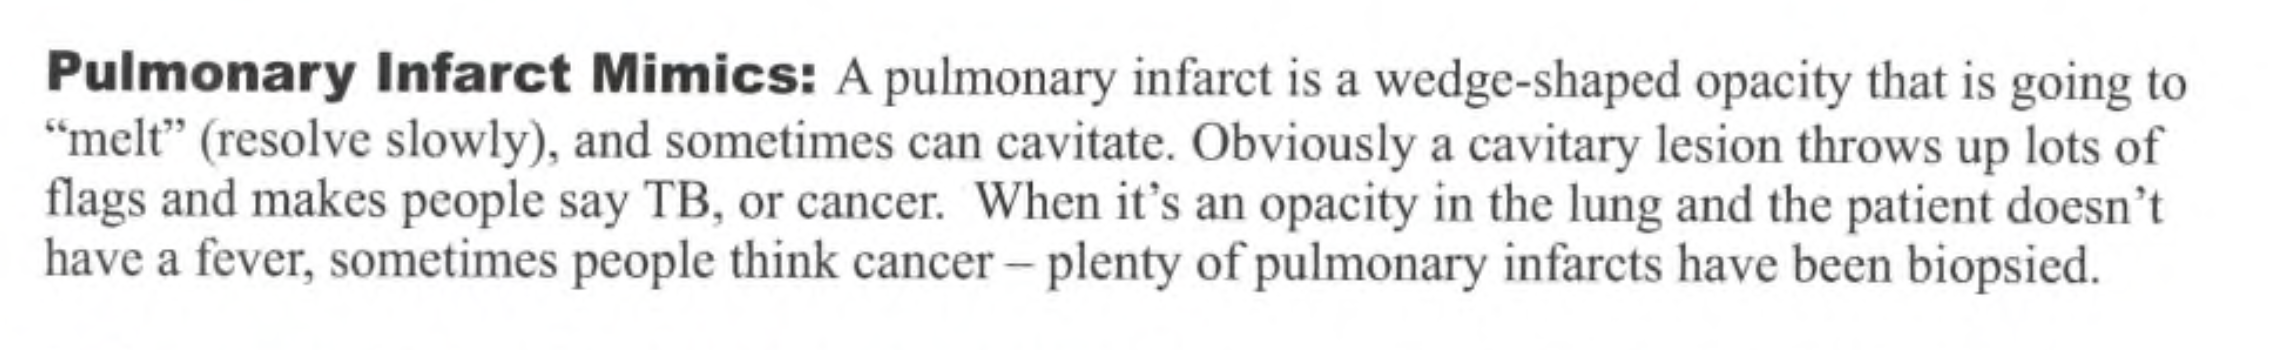 Pulmonary Infarct Mimics: A pulmonary infarct is a wedge-shaped opacity that is going to
“melt” (resolve slowly), and sometimes can cavitate. Obviously a cavitary lesion throws up lots of
flags and makes people say TB, or cancer.  When it’s an opacity in the lung and the patient doesn’t
have a fever, sometimes people think cancer – plenty of pulmonary infarcts have been biopsied.